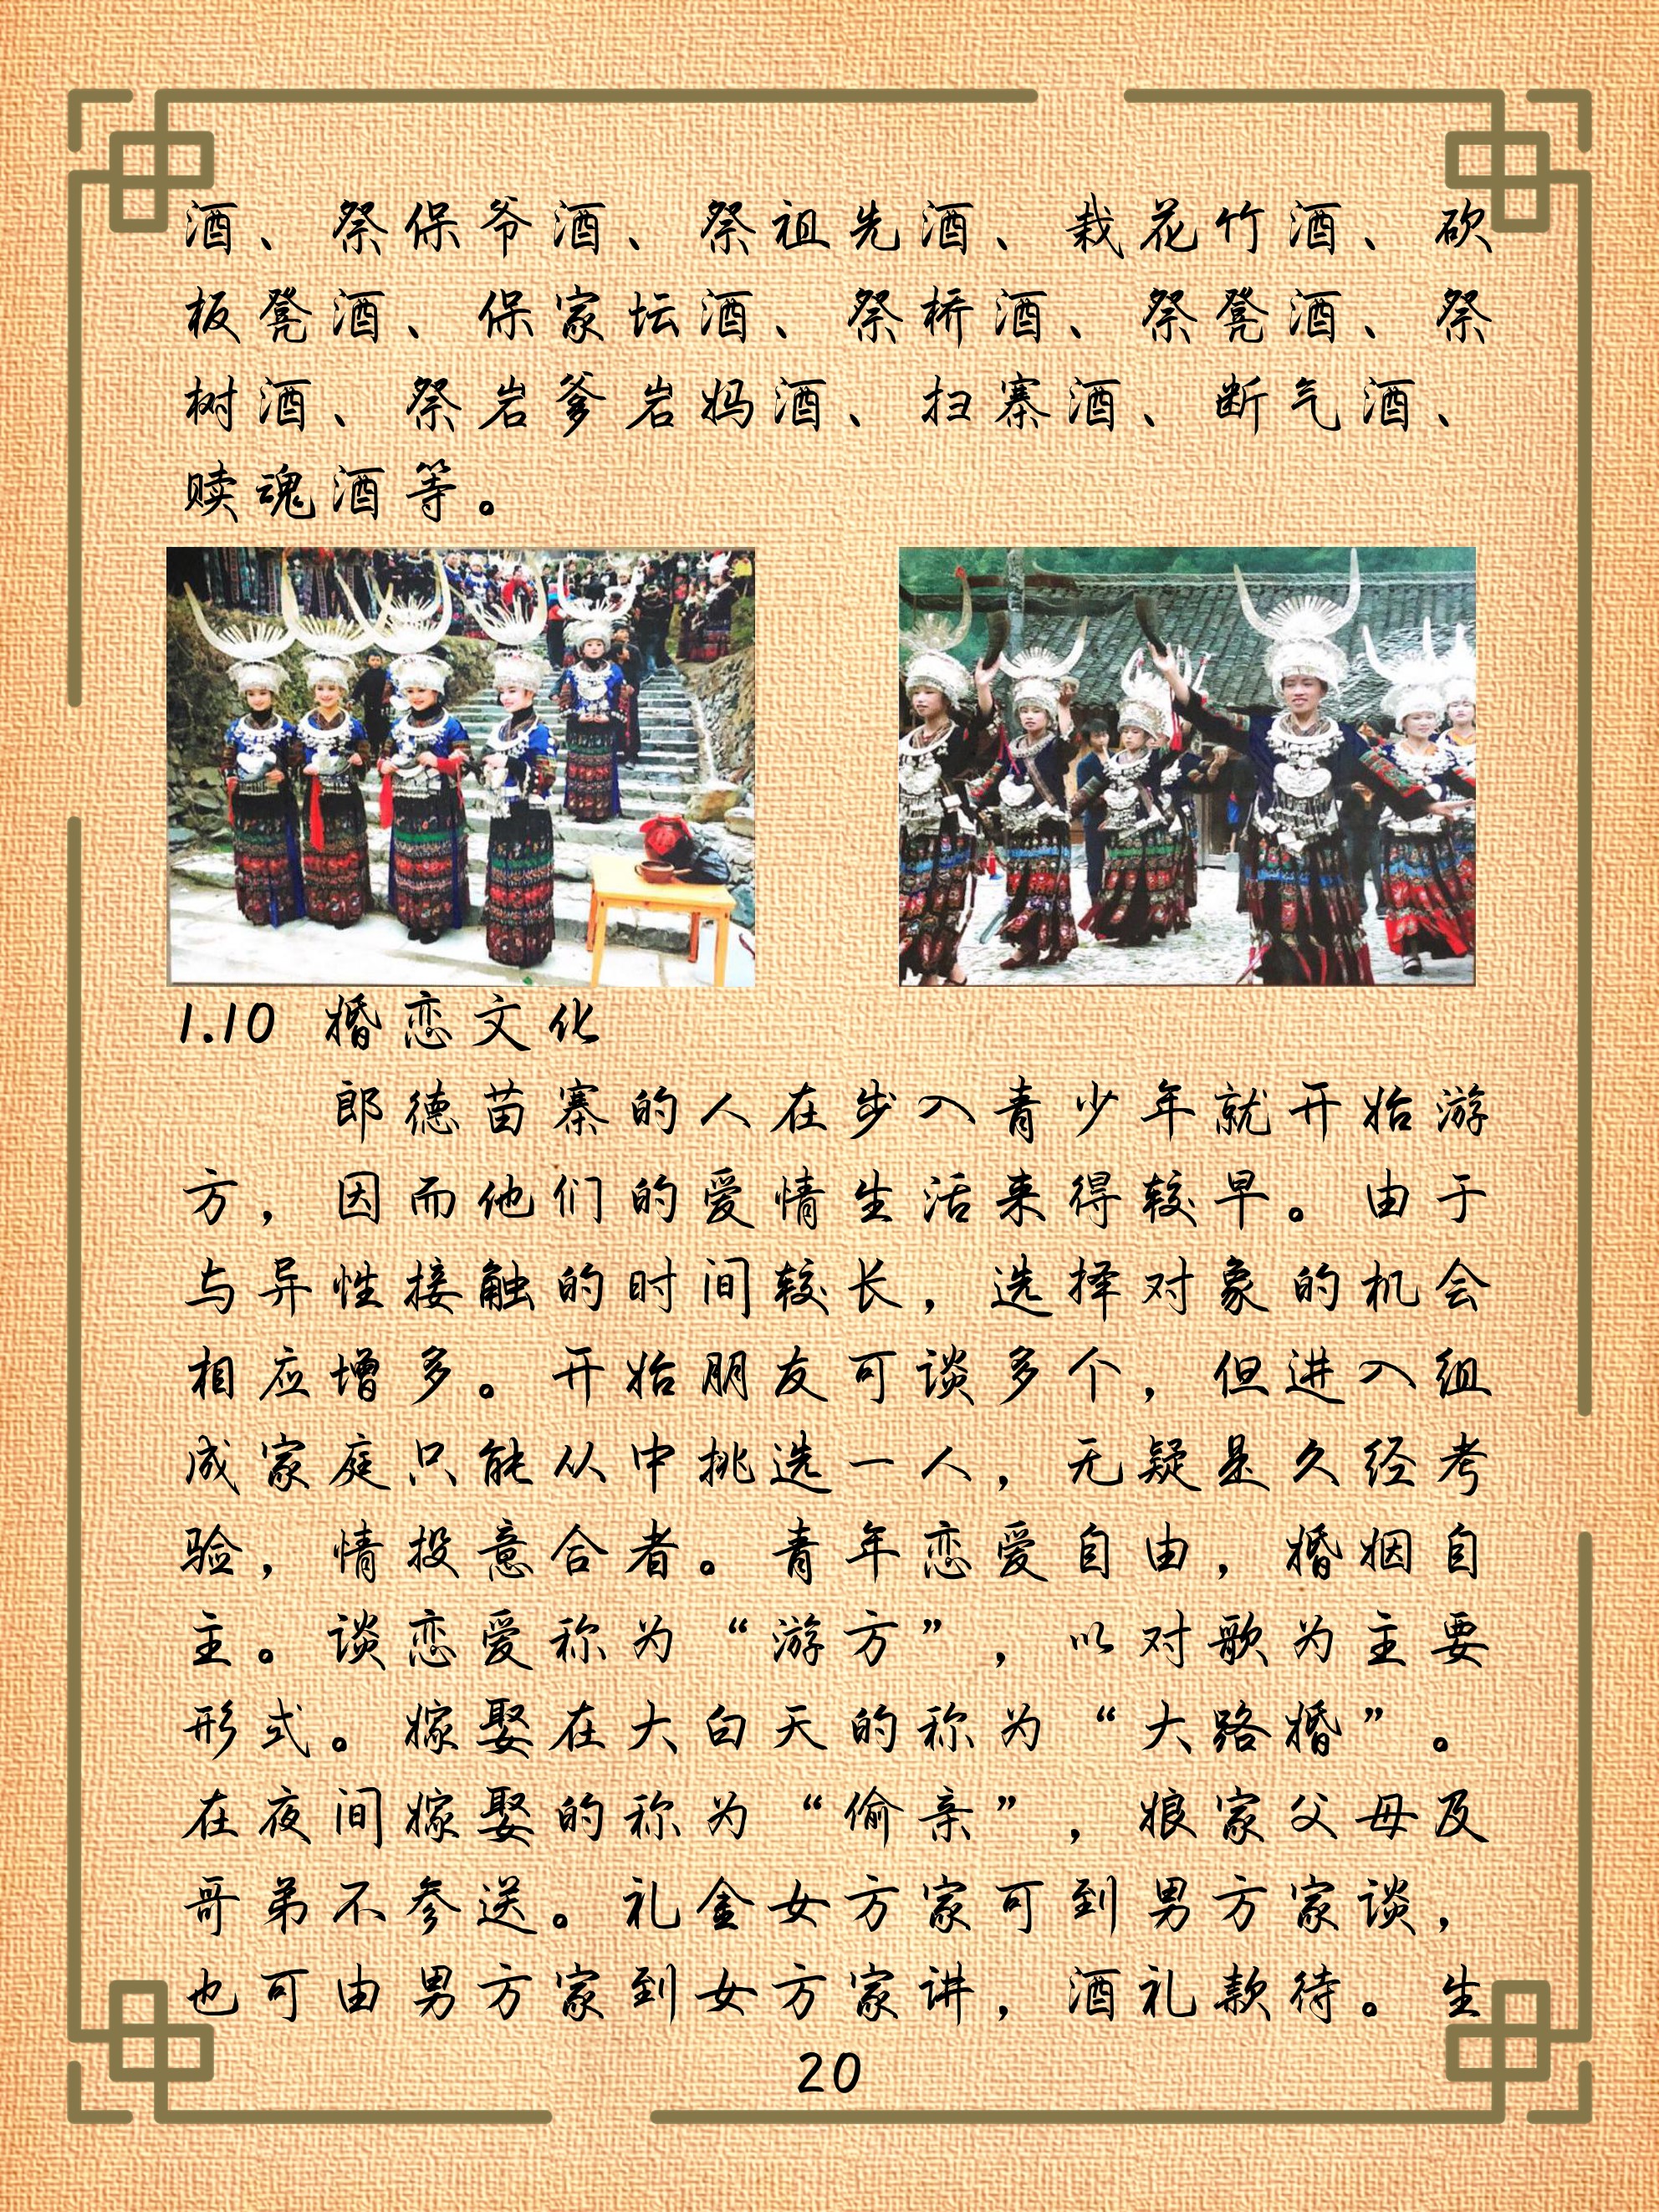 酒、祭保爷酒、祭祖先酒、栽花竹酒、砍
板凳酒、保家坛酒、祭桥酒、祭凳酒、祭
树酒、祭岩爹岩妈酒、扫寨酒、断气酒、
赎魂酒等。
1.10 婚恋文化
郎德苗寨的人在步入青少年就开始游
方，因而他们的爱情生活来得较早。由于
与异性接触的时间较长，选择对象的机会
相应增多。开始朋友可谈多个，但进入组
成家庭只能从中挑选一人，无疑是久经考
验，情投意合者。青年恋爱自由，婚姻自
主。谈恋爱称为“游方”，以对歌为主要
形式。嫁娶在大白天的称为“大路婚”。
在夜间嫁娶的称为“偷亲”，娘家父母及
哥弟不参送。礼金女方家可到男方家谈，
也可由男方家到女方家讲，酒礼款待。生
20